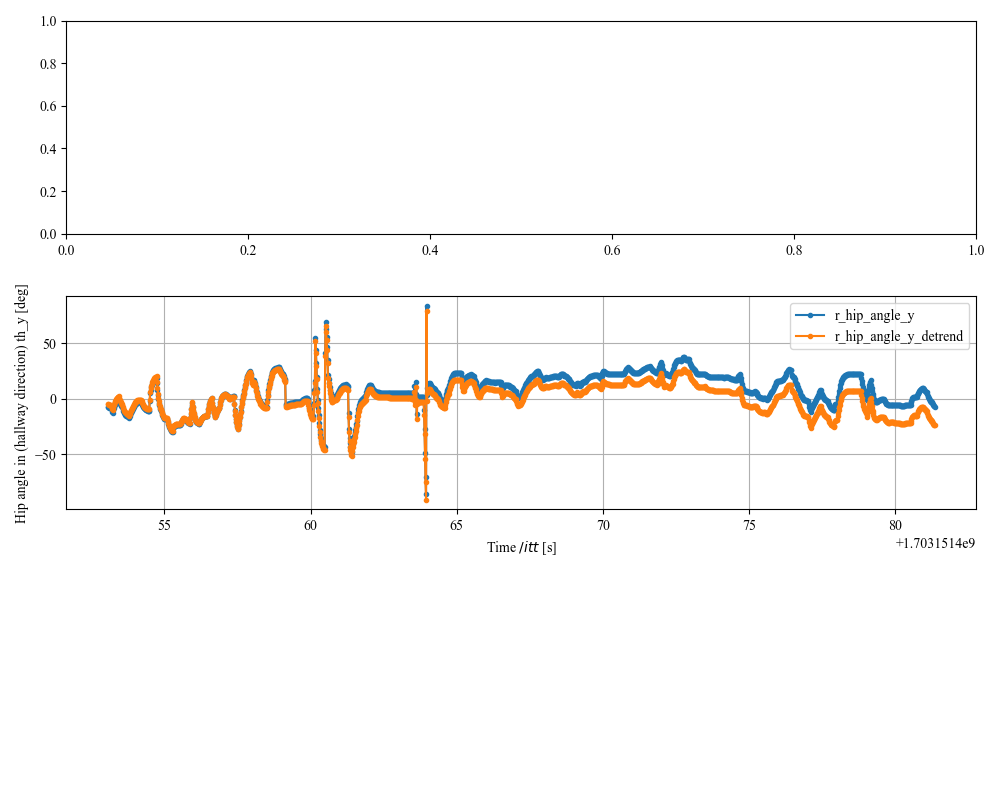 1.0
0.8
0.6
0.4
0.2
0.0
0.0 0.2 0.4 0.6 0.8 1.0
Hip angle in (hallway direction) th_y [deg]
50
0
−50
r_hip_angle_y
r_hip_angle_y_detrend
55 60 65 70 75 80
+1.7031514e9
Time /itt [s]